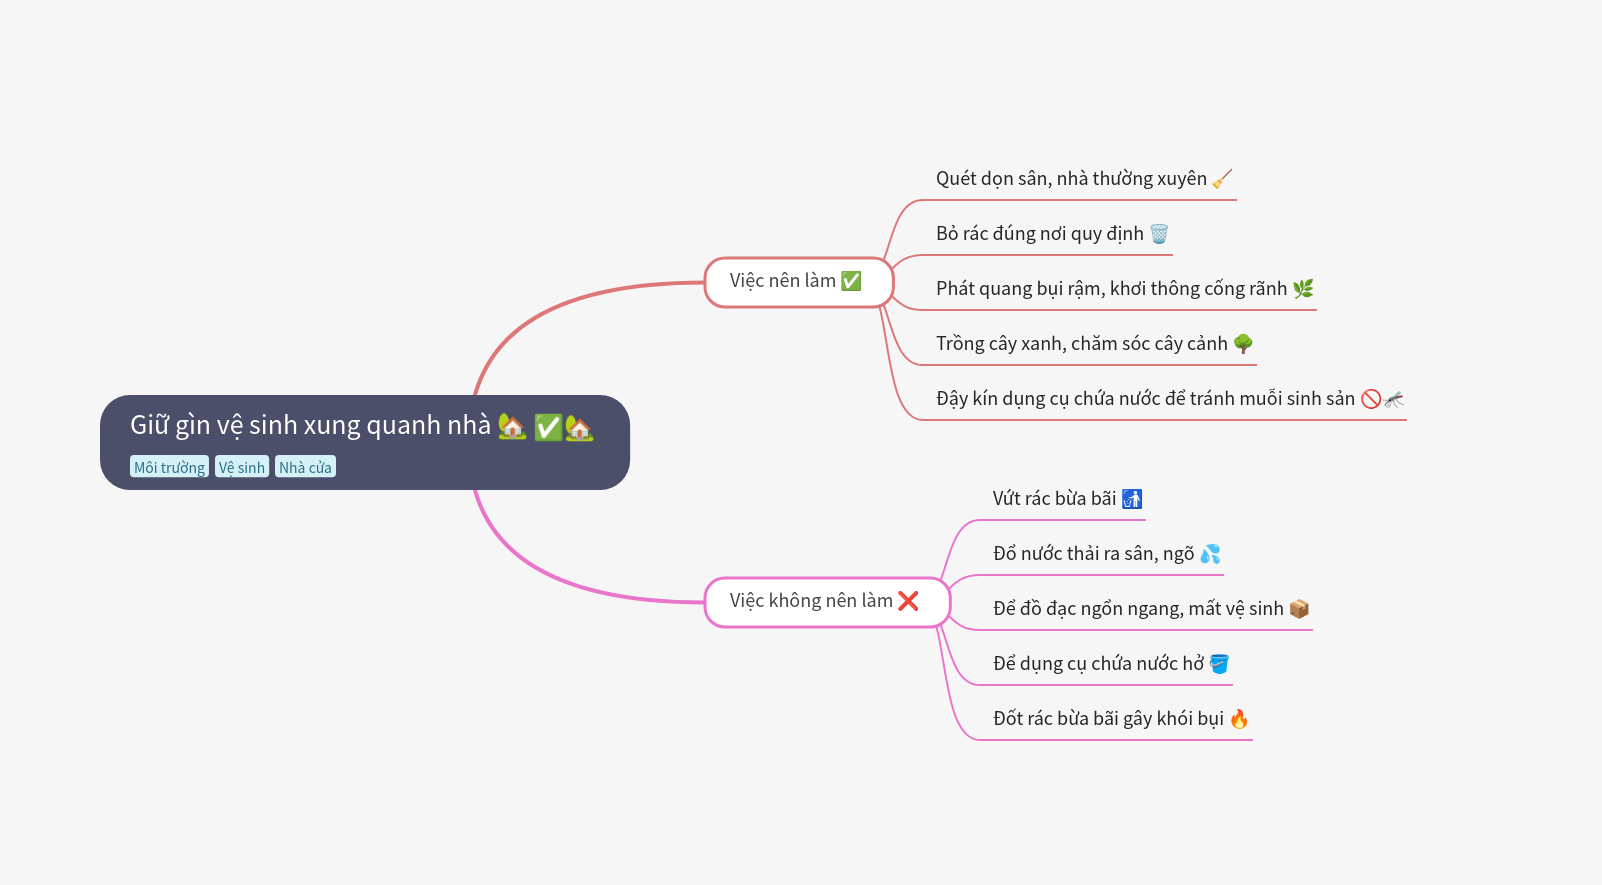 Giữ gìn vệ sinh xung quanh nhà 🏡 ✅🏡
Môi trường Vệ sinh Nhà cửa
Việc nên làm ✅
Quét dọn sân, nhà thường xuyên 🧹
Bỏ rác đúng nơi quy định 🗑️
Phát quang bụi rậm, khơi thông cống rãnh 🌿
Trồng cây xanh, chăm sóc cây cảnh 🌳
Đậy kín dụng cụ chứa nước để tránh muỗi sinh sản 🚫🦟
Việc không nên làm ❌
Vứt rác bừa bãi 🚮
Đổ nước thải ra sân, ngõ 💦
Để đồ đạc ngổn ngang, mất vệ sinh 📦
Để dụng cụ chứa nước hở 🪣
Đốt rác bừa bãi gây khói bụi 🔥